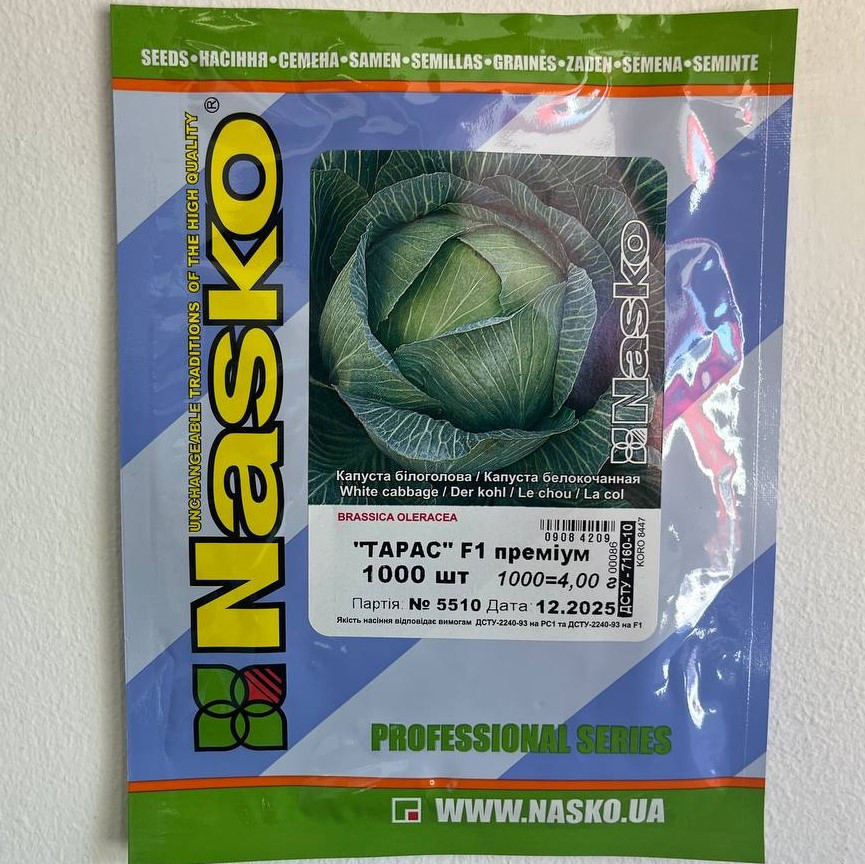 SEEDS•НАСІННЯ•СЕМЕНА•SAMEN•SEMILLAS•GRAINES•ZADEN•SEMENA•SEMINTE
UNCHANGEABLE TRADITIONS OF THE HIGH QUALITY
Nasko®
Nasko
Капуста білоголова / Капуста белокочанная
White cabbage / Der kohl / Le chou / La col
BRASSICA OLERACEA
0908 4209
"ТАРАС" F1 преміум
1000 шт 1000=4,00 г
Партія: № 5510 Дата: 12.2025
Якість насіння відповідає вимогам ДСТУ-2240-93 на РС1 та ДСТУ-2240-93 на F1
000086
ДСТУ - 7160-10
KORO 8447
PROFESSIONAL SERIES
WWW.NASKO.UA